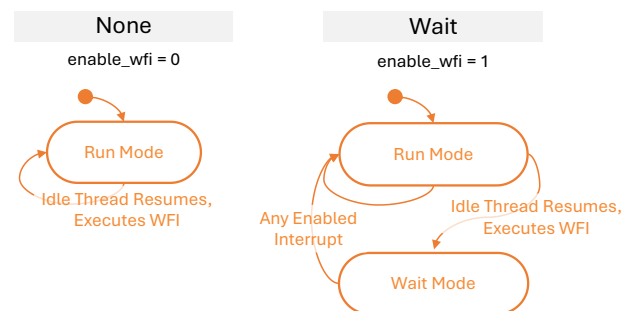 None
enable_wfi = 0
Run Mode
Idle Thread Resumes,
Executes WFI
Wait
enable_wfi = 1
Run Mode
Idle Thread Resumes,
Executes WFI
Any Enabled
Interrupt
Wait Mode